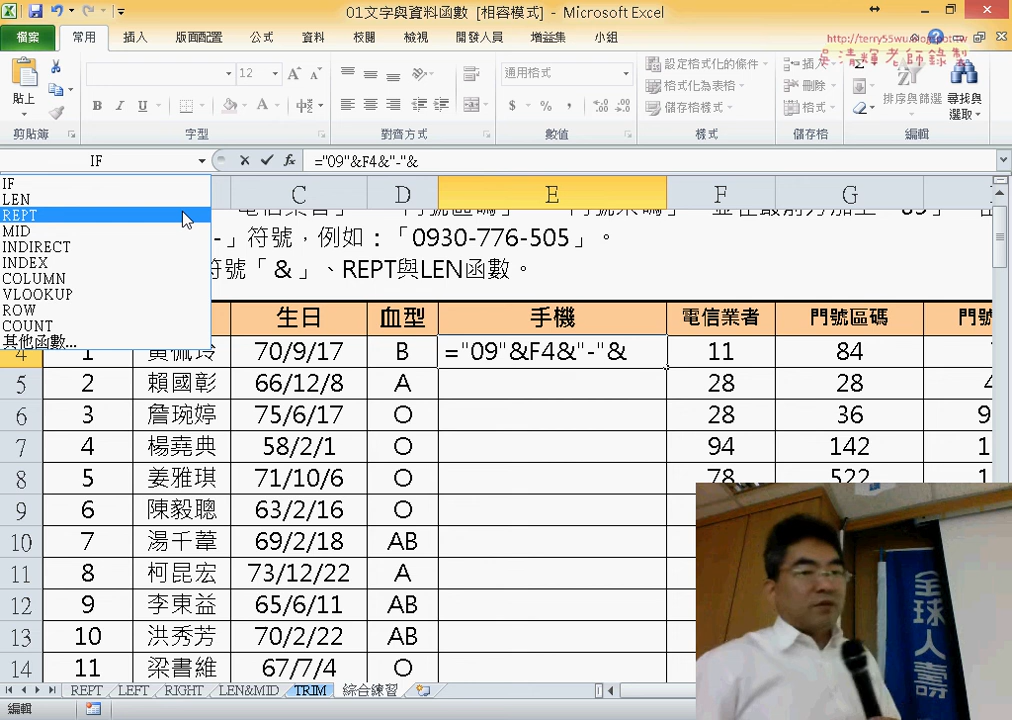 01文字與資料函數 [相容模式] - Microsoft Excel
檔案 常用 插入 版面配置 公式 資料 校閱 檢視 開發人員 增益集 小組
http://terry55wu.blogspot.tw
吳清輝老師錄製
貼上
12
通用格式
設定格式化的條件
格式化為表格
儲存格樣式
插入
刪除
格式
排序與篩選
尋找與
選取
剪貼簿 字型 對齊方式 數值 樣式 儲存格 編輯
IF
="09"&F4&"-"&
IF
LEN
REPT
MID
INDIRECT
INDEX
COLUMN
VLOOKUP
ROW
COUNT
其他函數...
C D E F G
-」符號，例如：「0930-776-505」。
符號「&」、REPT與LEN函數。
生日 血型 手機 電信業者 門號區碼 門號
4 1 黃佩玲 70/9/17 B ="09"&F4&"-"& 11 84
5 2 賴國彰 66/12/8 A 28 28 4
6 3 詹琬婷 75/6/17 O 28 36 9
7 4 楊堯典 58/2/1 O 94 142 1
8 5 姜雅琪 71/10/6 O 78 522 1
9 6 陳毅聰 63/2/16 O
10 7 湯千葦 69/2/18 AB
11 8 柯昆宏 73/12/22 A
12 9 李東益 65/6/11 AB
13 10 洪秀芳 70/2/22 AB
14 11 梁書維 67/7/4 O
全球人壽
REPT LEFT RIGHT LEN&MID TRIM 綜合練習
編輯